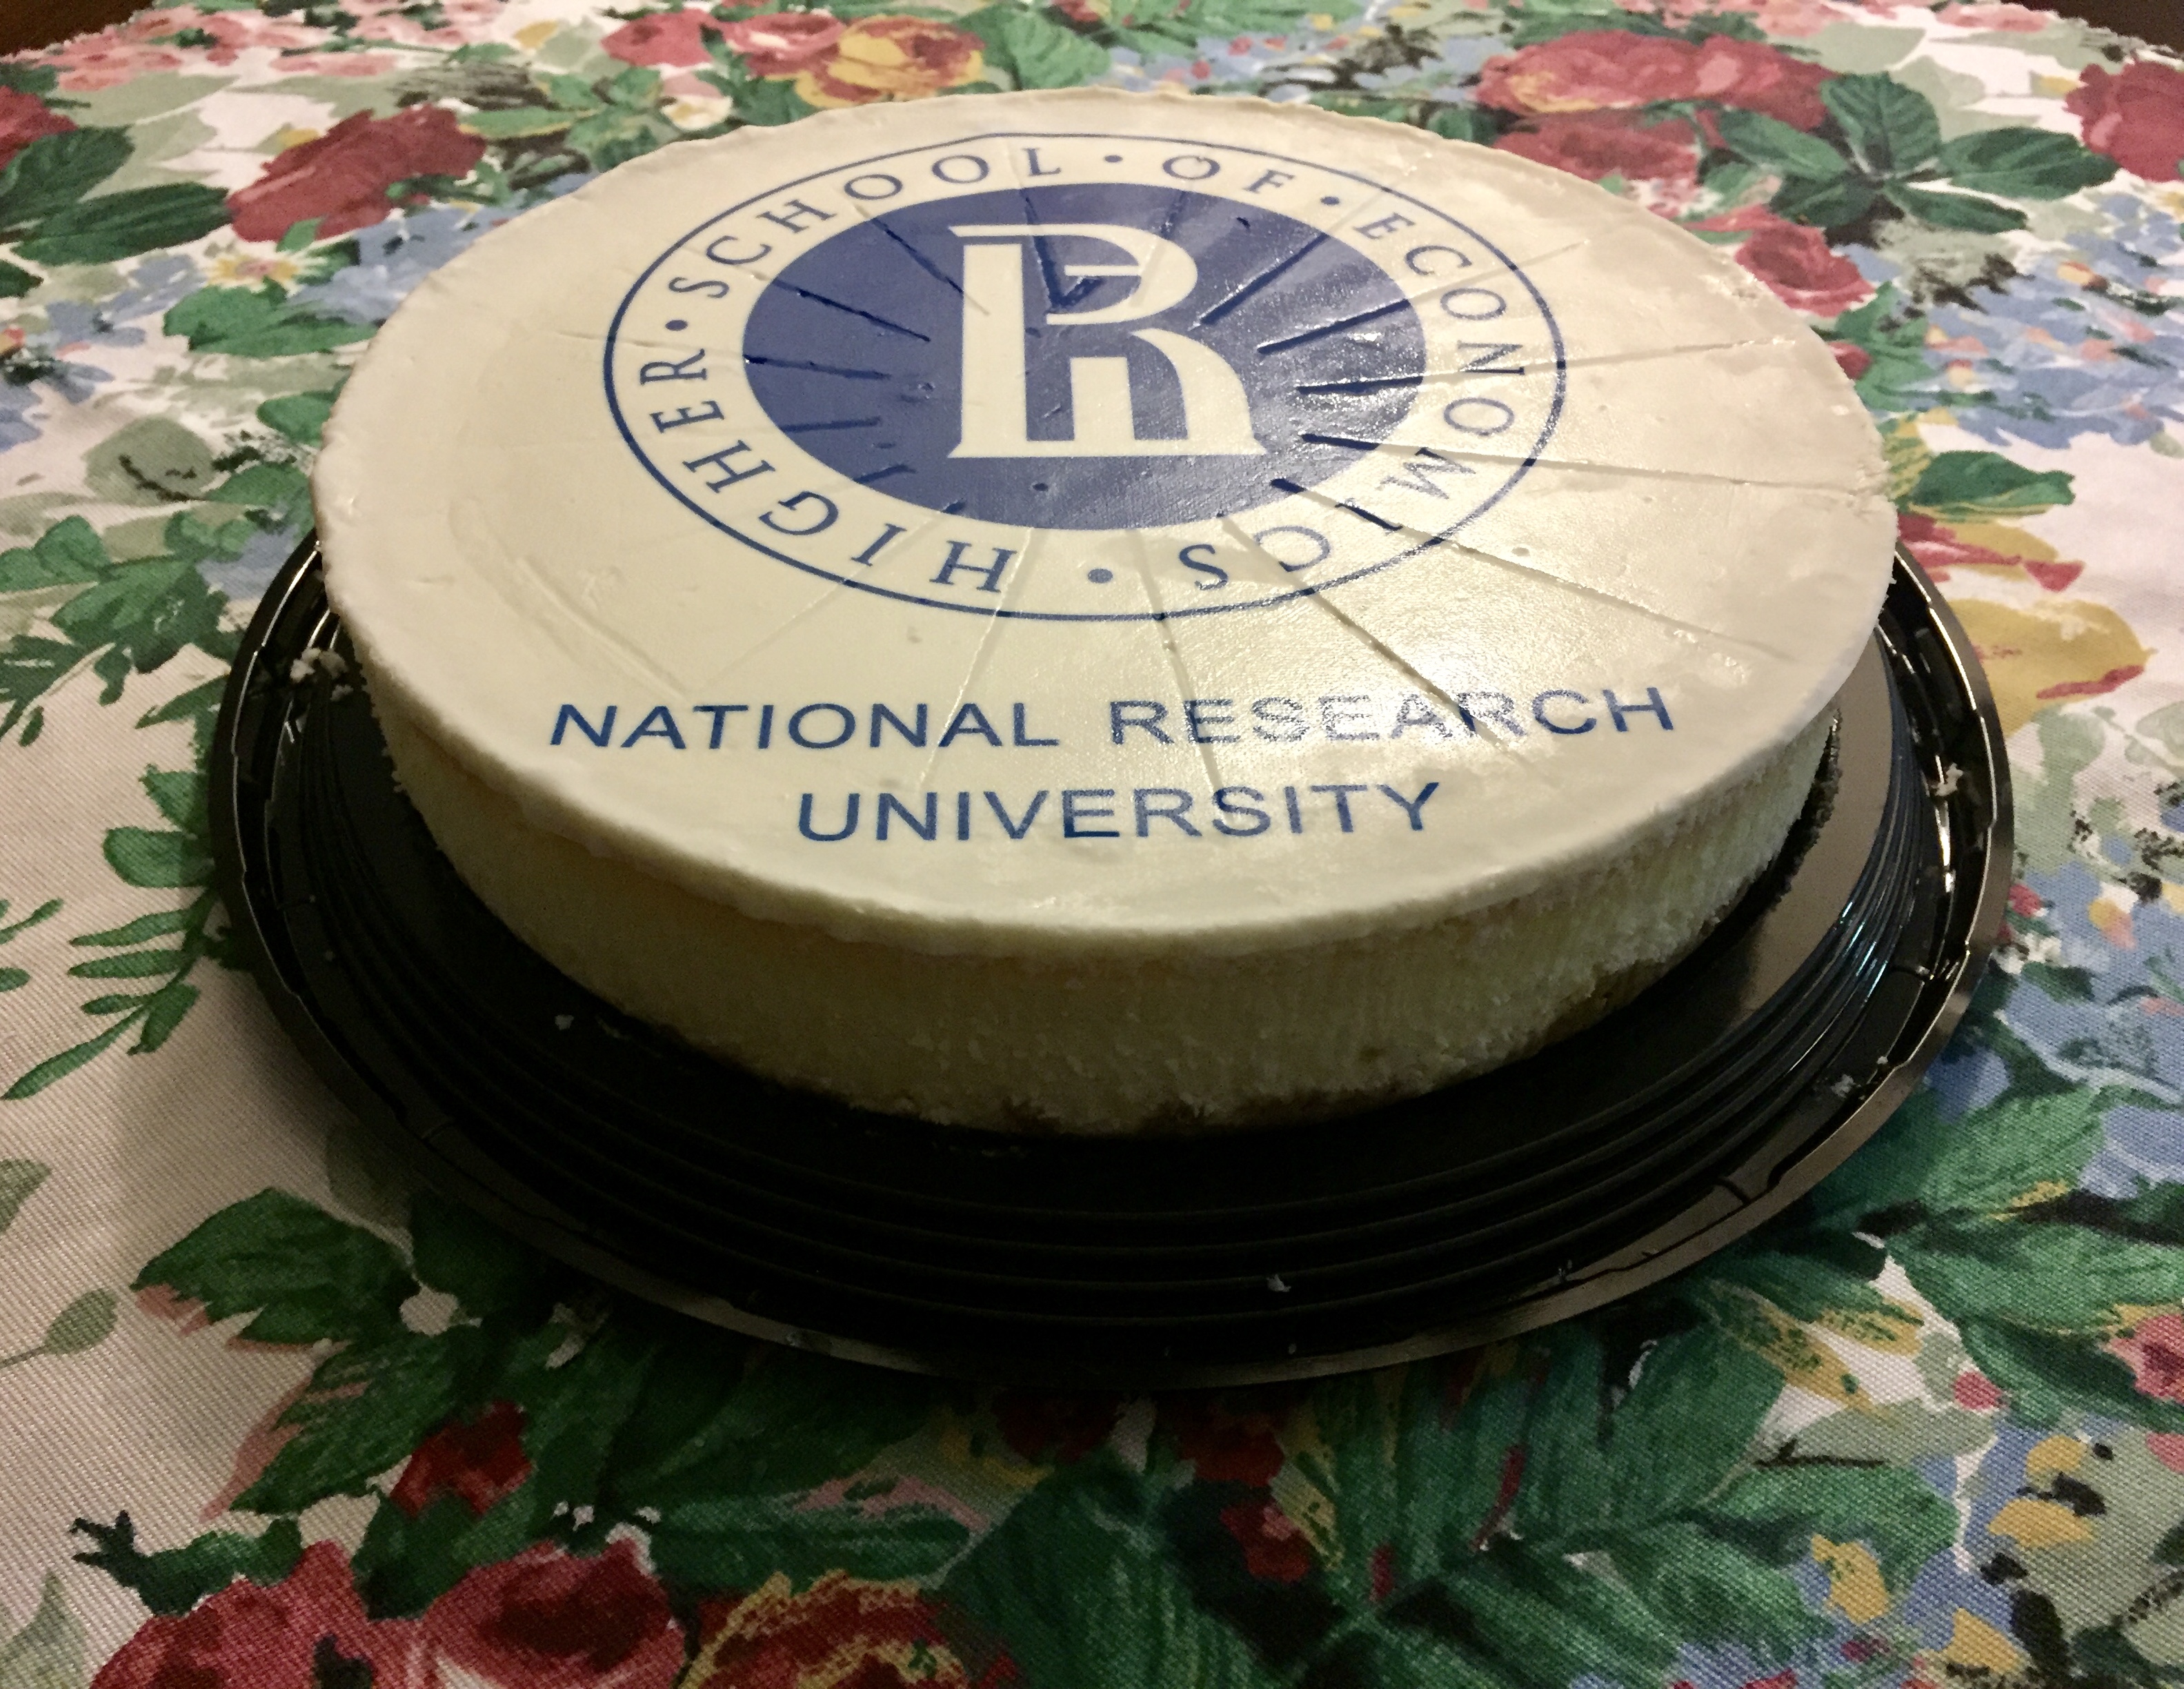 HIGHER • SCHOOL • OF • ECONOMICS •
NATIONAL RESEARCH
UNIVERSITY